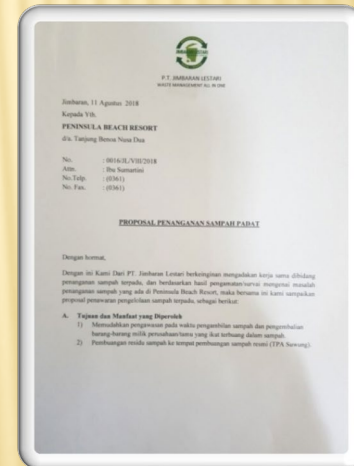 P.T. JIMBARAN LESTARI
WASTE MANAGEMENT ALL IN ONE
Jimbaran, 11 Agustus 2018
Kepada Yth.
PENINSULA BEACH RESORT
d/a. Tanjung Benoa Nusa Dua
No. : 0016/JL/VIII/2018
Attn. : Ibu Sumartini
No.Telp. : (0361)
No. Fax. : (0361)
PROPOSAL PENANGANAN SAMPAH PADAT
Dengan hormat,
Dengan ini Kami Dari PT. Jimbaran Lestari berkeinginan mengadakan kerja sama dibidang
penanganan sampah terpadu, dan berdasarkan hasil pengamatan/survai mengenai masalah
penanganan sampah yang ada di Peninsula Beach Resort, maka bersama ini kami sampaikan
proposal penawaran pengelolaan sampah terpadu, sebagai berikut:
A. Tujuan dan Manfaat yang Diperoleh
1) Memudahkan pengawasan pada waktu pengambilan sampah dan pengembalian
barang-barang milik perusahaan/tamu yang ikut terbuang dalam sampah.
2) Pembuangan residu sampah ke tempat pembuangan sampah resmi (TPA Suwung).